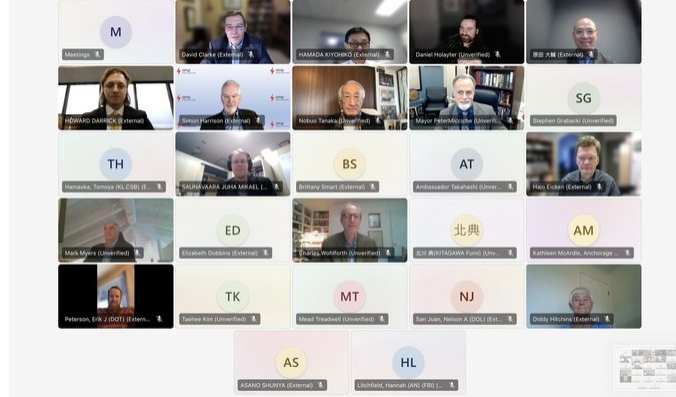 M
Meetings
David Clarke (External)
HAMADA KIYOHIKO (External)
Daniel Holayter (Unverified)
原田 大輔 (External)
HOWARD DARRICK (External)
Simon Harrison (External)
Nobuo Tanaka (Unverified)
Mayor PeterMicciche (Unverifi...
SG
Stephen Grabacki (Unverified)
TH
Hamaoka, Tomoya (KL.CSB) (E...
SAUNAVAARA JUHA MIKAEL (...
BS
Brittany Smart (External)
AT
Ambassador Takahashi (Unver...
Hajo Eicken (External)
Mark Myers (Unverified)
ED
Elizabeth Dobbins (External)
Charles Wohlforth (Unverified)
北典
北川 典(KITAGAWA Fumi) (Unv...
AM
Kathleen McArdle, Anchorage ...
Peterson, Erik J (DOT) (Extern...
TK
Taehee Kim (Unverified)
MT
Mead Treadwell (Unverified)
NJ
San Juan, Nelson A (DOL) (Ext...
Diddy Hitchins (External)
AS
ASANO SHUNYA (External)
HL
Litchfield, Hannah (AN) (FBI) (...